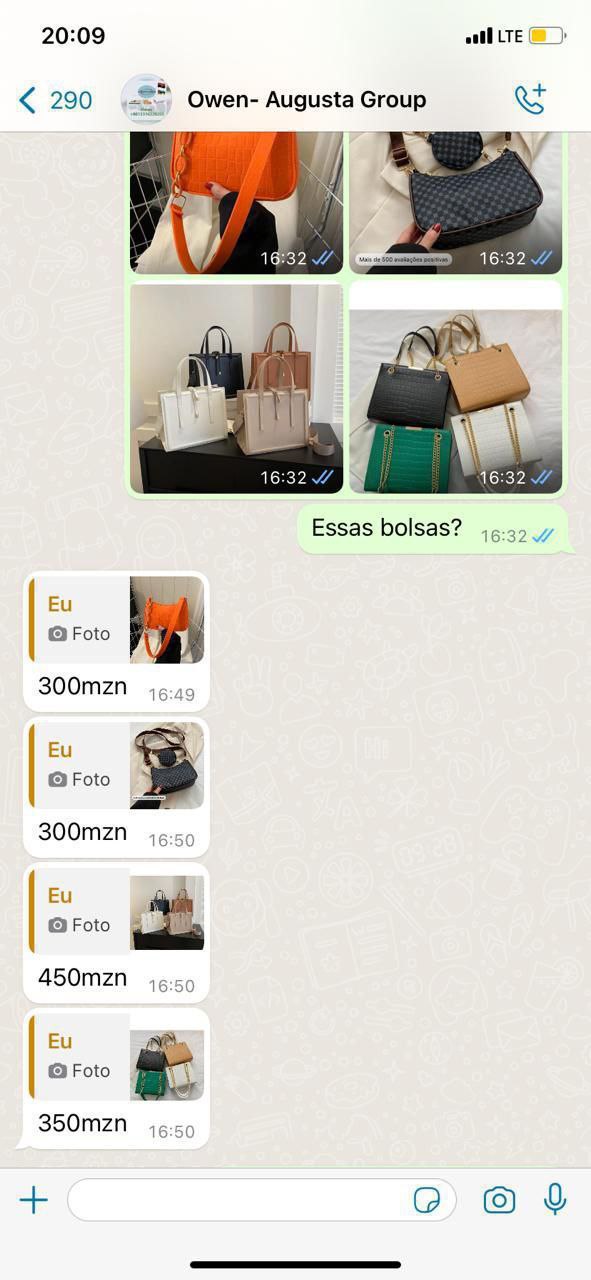 20:09
LTE
290
Owen- Augusta Group
16:32
Mais de 500 avaliações positivas
16:32
16:32
16:32
Essas bolsas?
16:32
Eu
Foto
300mzn
16:49
Eu
Foto
300mzn
16:50
Eu
Foto
450mzn
16:50
Eu
Foto
350mzn
16:50